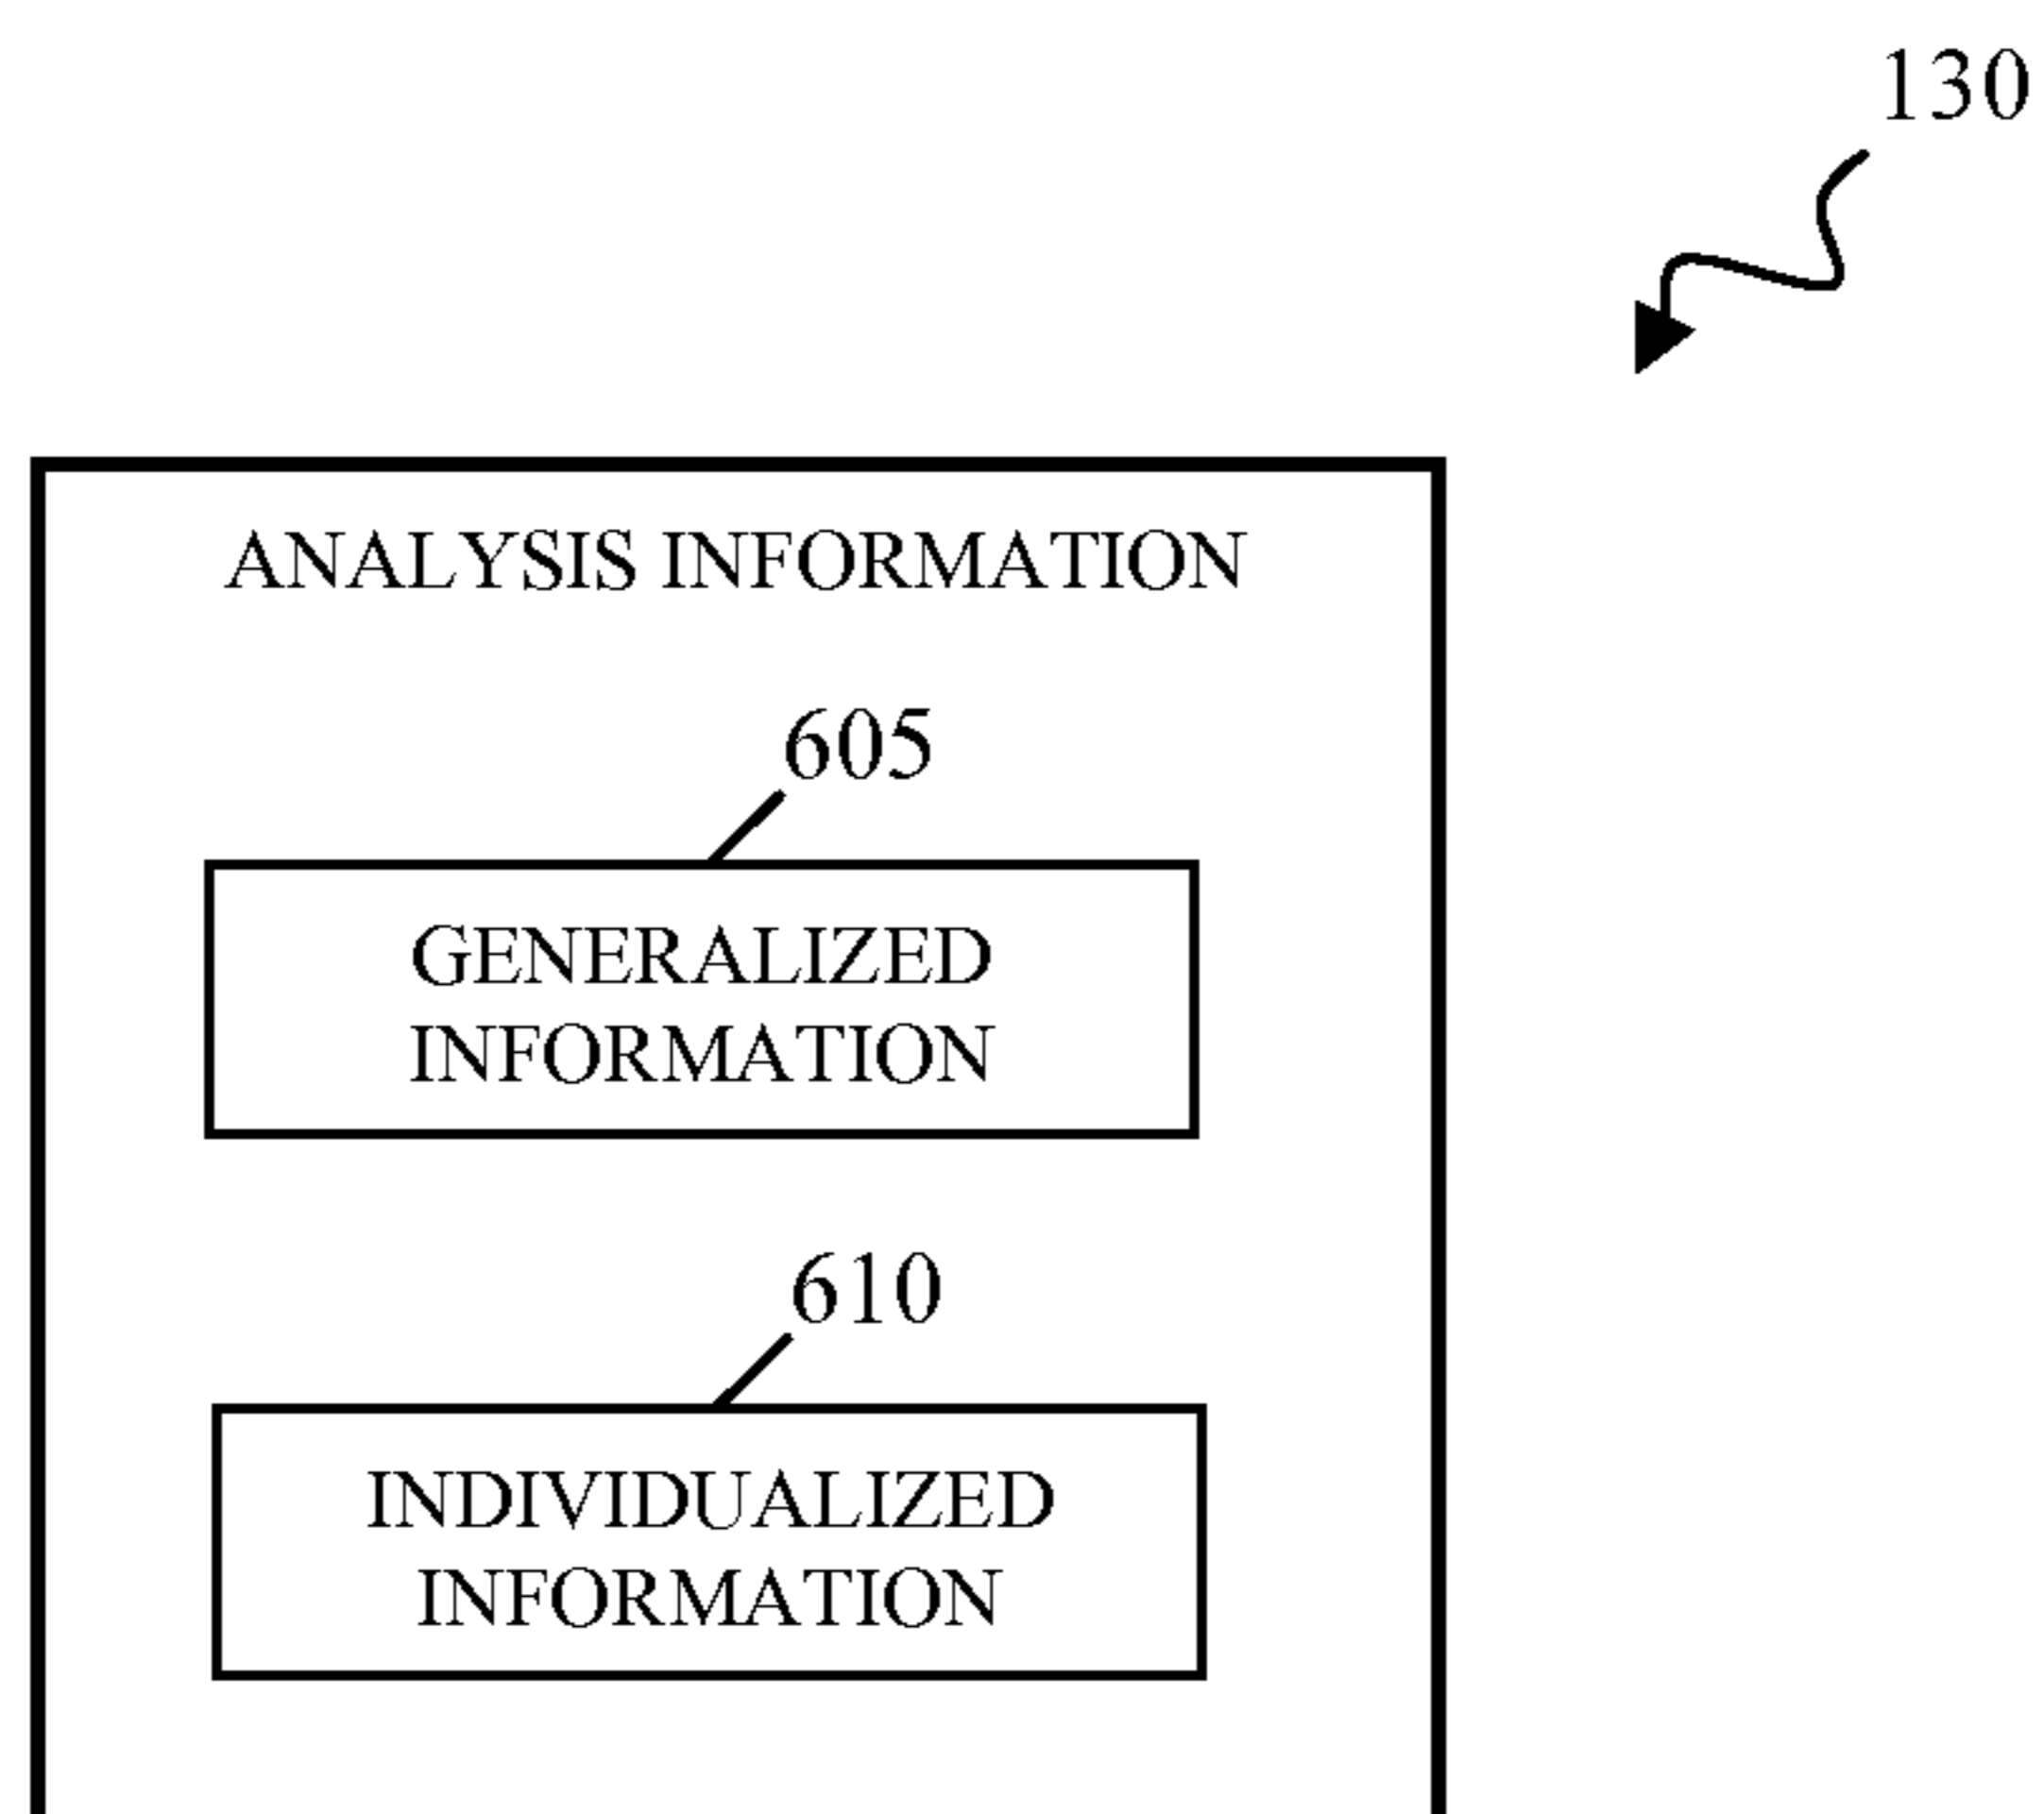 130
ANALYSIS INFORMATION
605
GENERALIZED
INFORMATION
610
INDIVIDUALIZED
INFORMATION